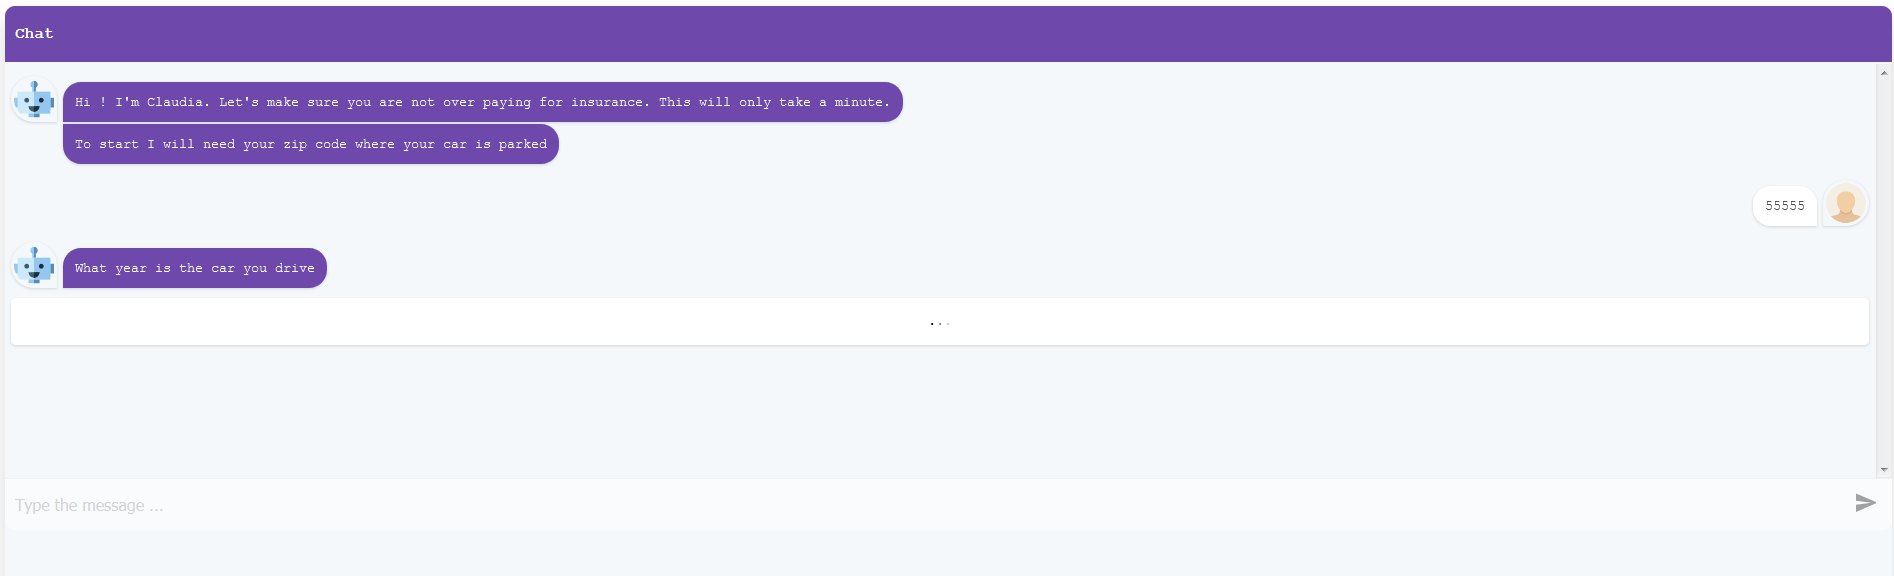 Chat
Hi ! I'm Claudia. Let's make sure you are not over paying for insurance. This will only take a minute.
To start I will need your zip code where your car is parked
55555
What year is the car you drive
...
Type the message ...